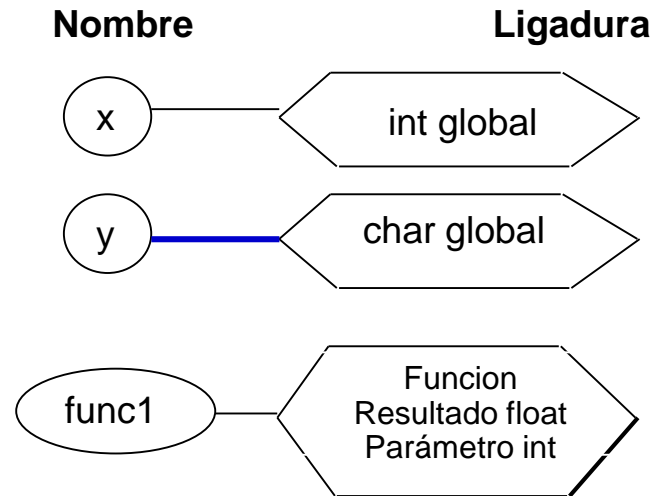 Nombre Ligadura
x int global
y char global
func1
Funcion
Resultado float
Parámetro int